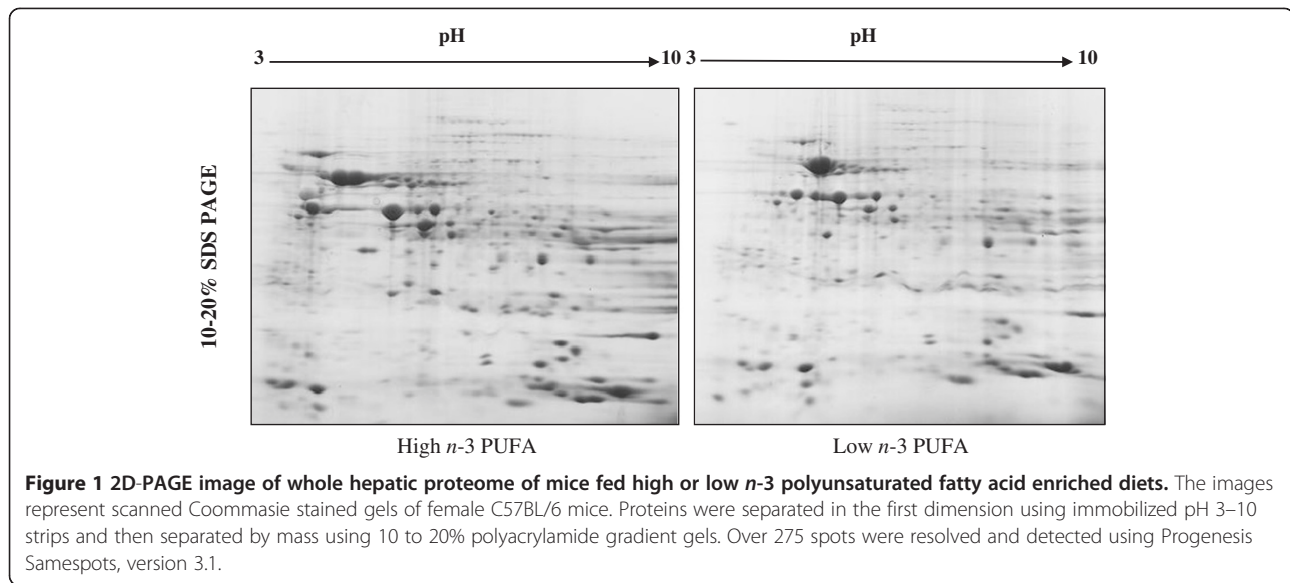 pH pH
3 10 3 10
10-20% SDS PAGE
High n-3 PUFA Low n-3 PUFA
Figure 1 2D-PAGE image of whole hepatic proteome of mice fed high or low n-3 polyunsaturated fatty acid enriched diets. The images
represent scanned Coommasie stained gels of female C57BL/6 mice. Proteins were separated in the first dimension using immobilized pH 3–10
strips and then separated by mass using 10 to 20% polyacrylamide gradient gels. Over 275 spots were resolved and detected using Progenesis
Samespots, version 3.1.